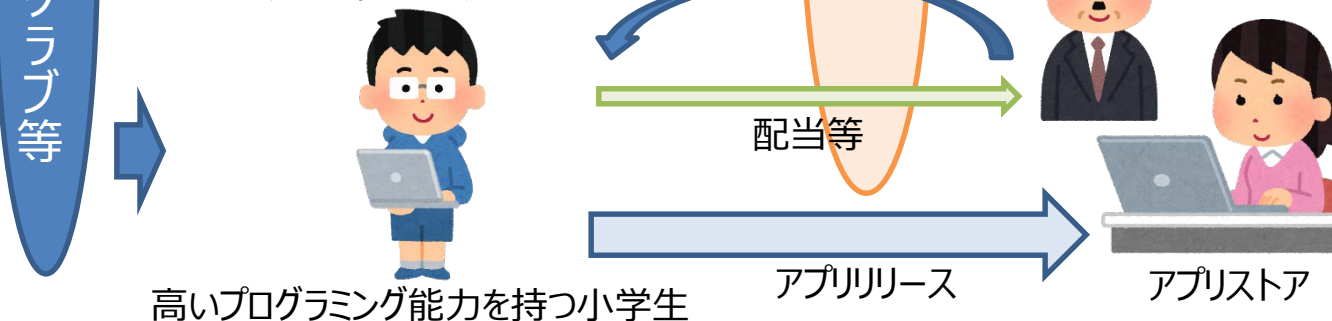 クラブ等
配当等
アプリリリース
アプリストア
高いプログラミング能力を持つ小学生